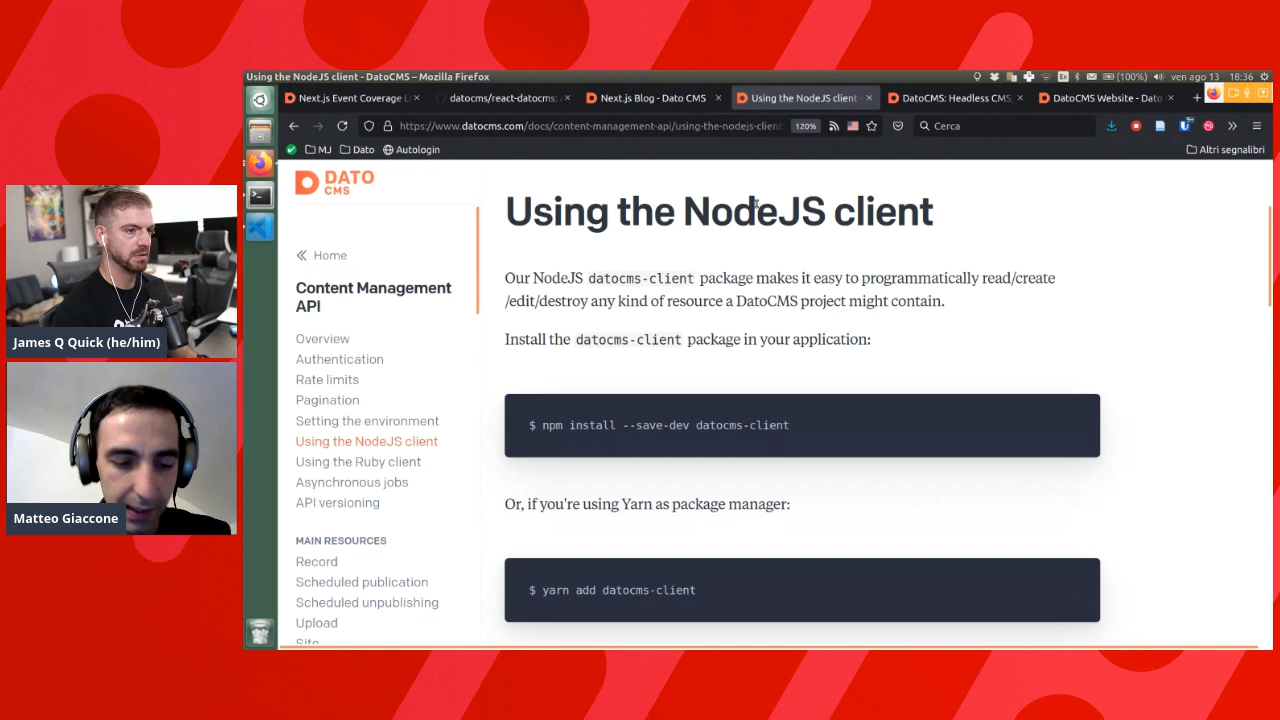 Using the NodeJS client - DatoCMS – Mozilla Firefox
En
(100%)
ven ago 13
18:36
Next.js Event Coverage L
datocms/react-datocms:
Next.js Blog - Dato CMS
Using the NodeJS client -
DatoCMS: Headless CMS,
DatoCMS Website - Dato
https://www.datocms.com/docs/content-management-api/using-the-nodejs-client
120%
Cerca
MJ
Dato
Autologin
Altri segnalibri
DATO
CMS
Home
Content Management
API
Overview
Authentication
Rate limits
Pagination
Setting the environment
Using the NodeJS client
Using the Ruby client
Asynchronous jobs
API versioning
MAIN RESOURCES
Record
Scheduled publication
Scheduled unpublishing
Upload
Site
Using the NodeJS client
Our NodeJS datocms-client package makes it easy to programmatically read/create
/edit/destroy any kind of resource a DatoCMS project might contain.
Install the datocms-client package in your application:
$ npm install --save-dev datocms-client
Or, if you're using Yarn as package manager:
$ yarn add datocms-client
James Q Quick (he/him)
Matteo Giaccone